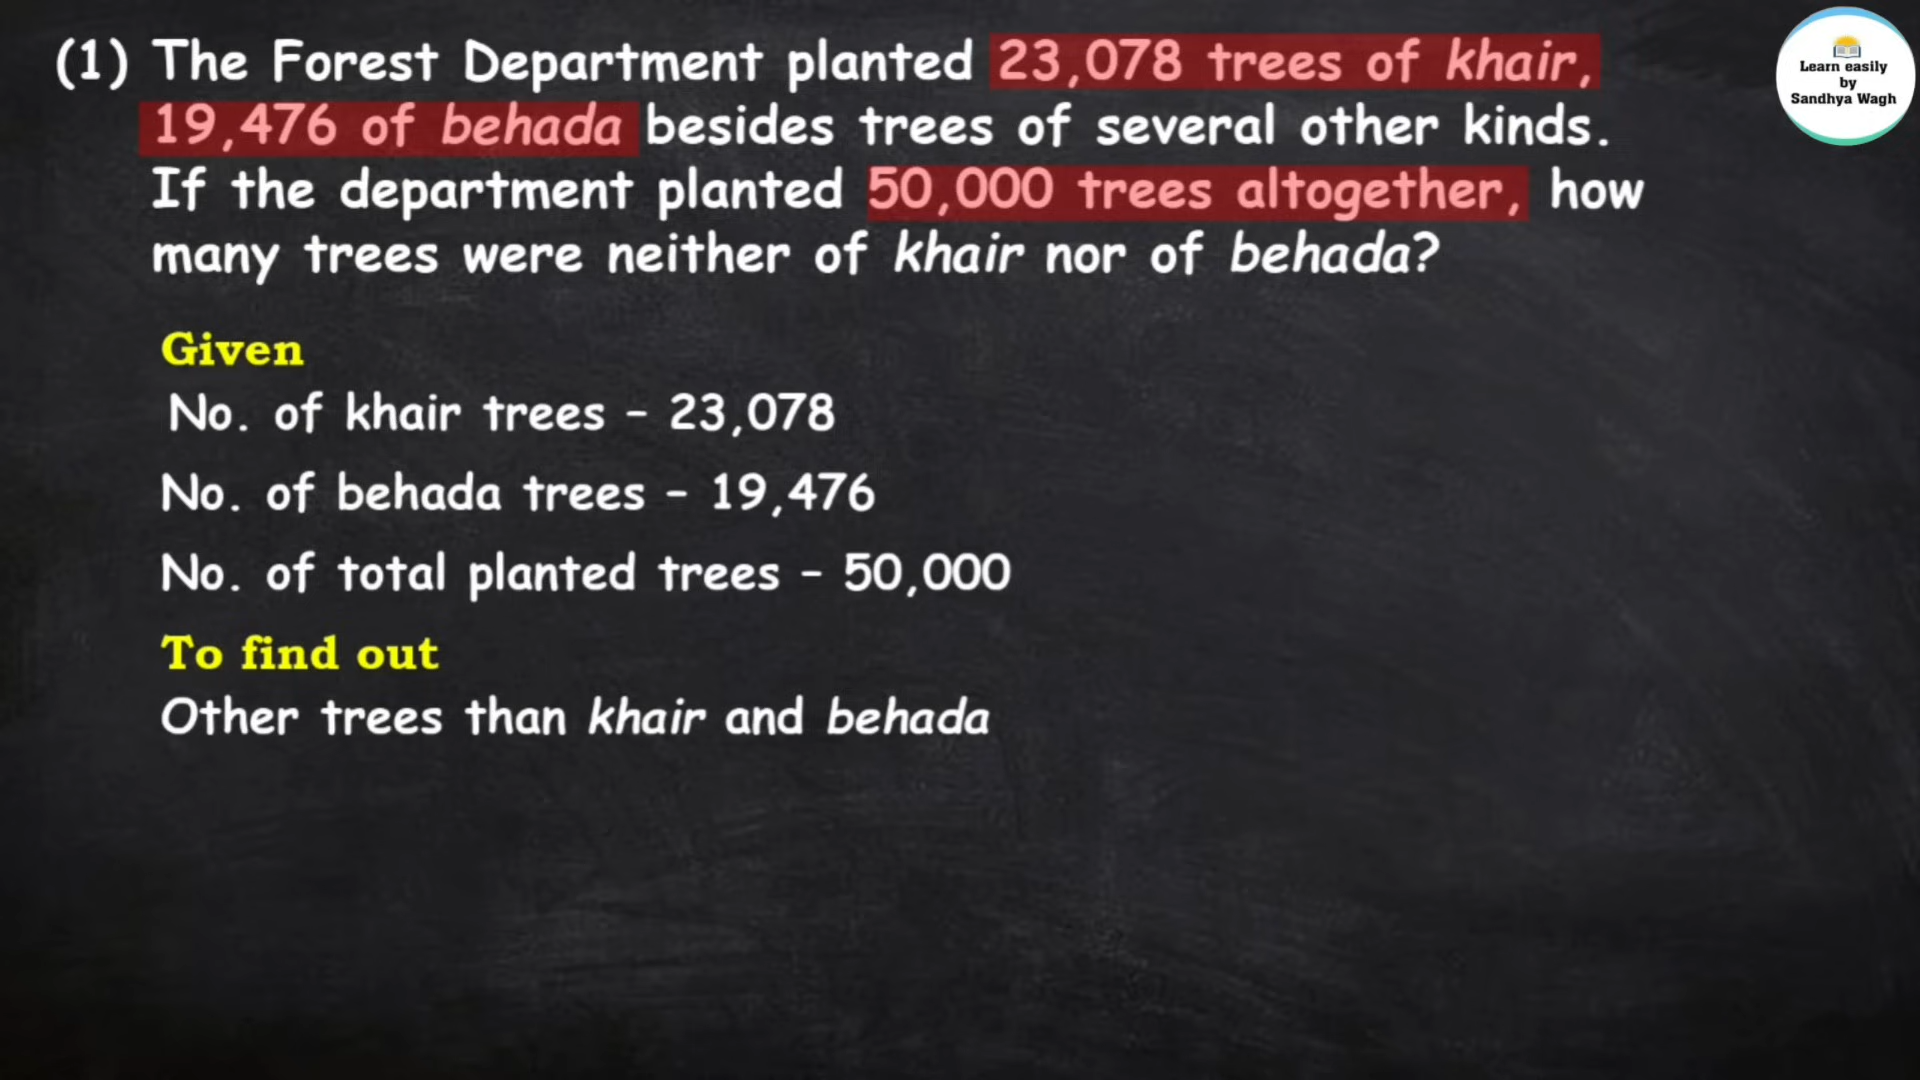 (1) The Forest Department planted 23,078 trees of khair,
19,476 of behada besides trees of several other kinds.
If the department planted 50,000 trees altogether, how
many trees were neither of khair nor of behada?
Learn easily
by
Sandhya Wagh
Given
No. of khair trees - 23,078
No. of behada trees - 19,476
No. of total planted trees - 50,000
To find out
Other trees than khair and behada